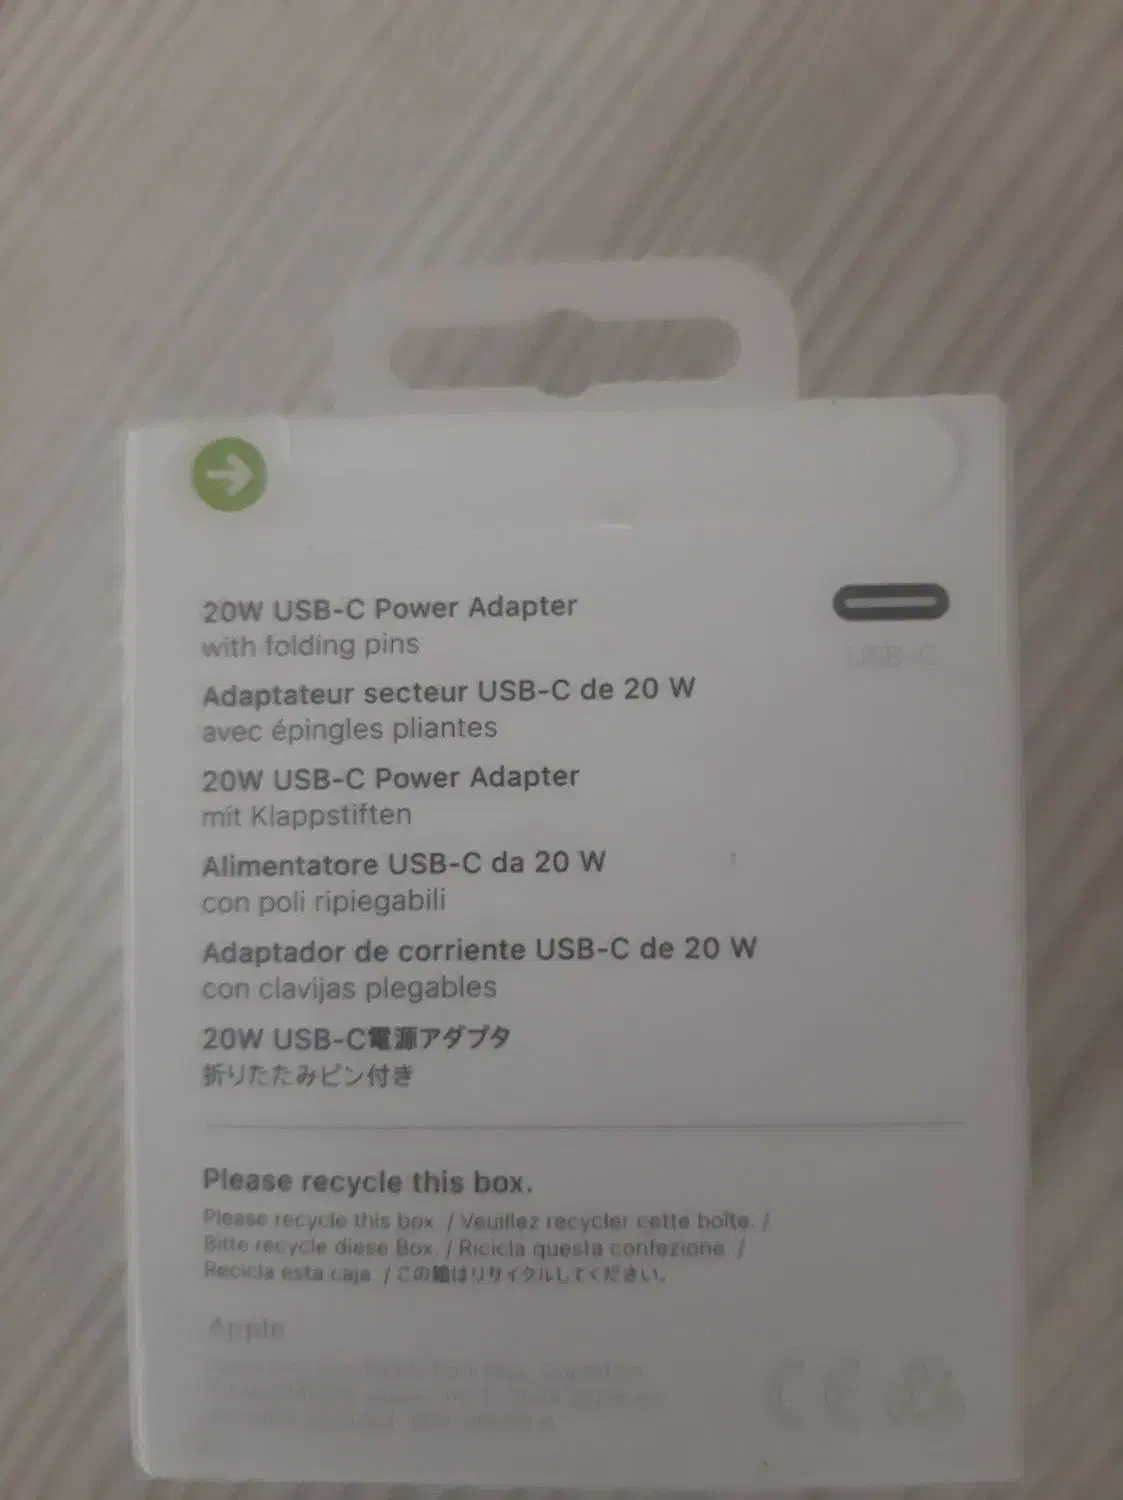 20W USB-C Power Adapter
with folding pins
USB-C
Adaptateur secteur USB-C de 20 W
avec épingles pliantes
20W USB-C Power Adapter
mit Klappstiften
Alimentatore USB-C da 20 W
con poli ripiegabili
Adaptador de corriente USB-C de 20 W
con clavijas plegables
20W USB-C電源アダプタ
折りたたみピン付き
Please recycle this box.
Please recycle this box. / Veuillez recycler cette boîte. /
Bitte recycle diese Box. / Ricicla questa confezione. /
Recicla esta caja. / この箱はリサイクルしてください。
Apple
CE